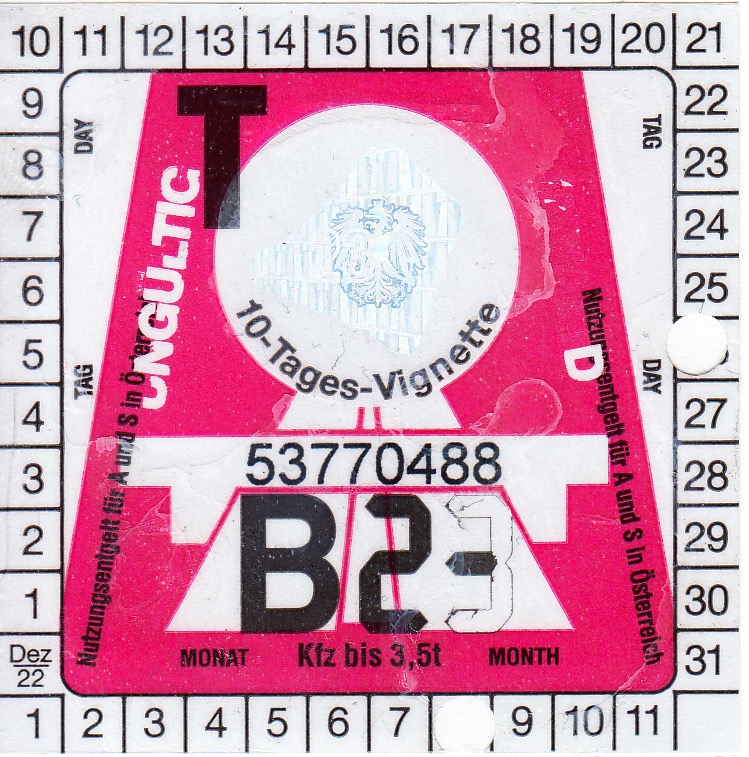 10 11 12 13 14 15 16 17 18 19 20 21
9 22
8 23
7 24
6 25
5
4 27
3 28
2 29
1 30
Dez 22 31
1 2 3 4 5 6 7 9 10 11
DAY
TAG
TAG
DAY
T
UNGÜLTIG
10-Tages-Vignette
D
Nutzungsentgelt für A und S in Österreich
Nutzungsentgelt für A und S in Österreich
53770488
B23
MONAT Kfz bis 3,5t MONTH